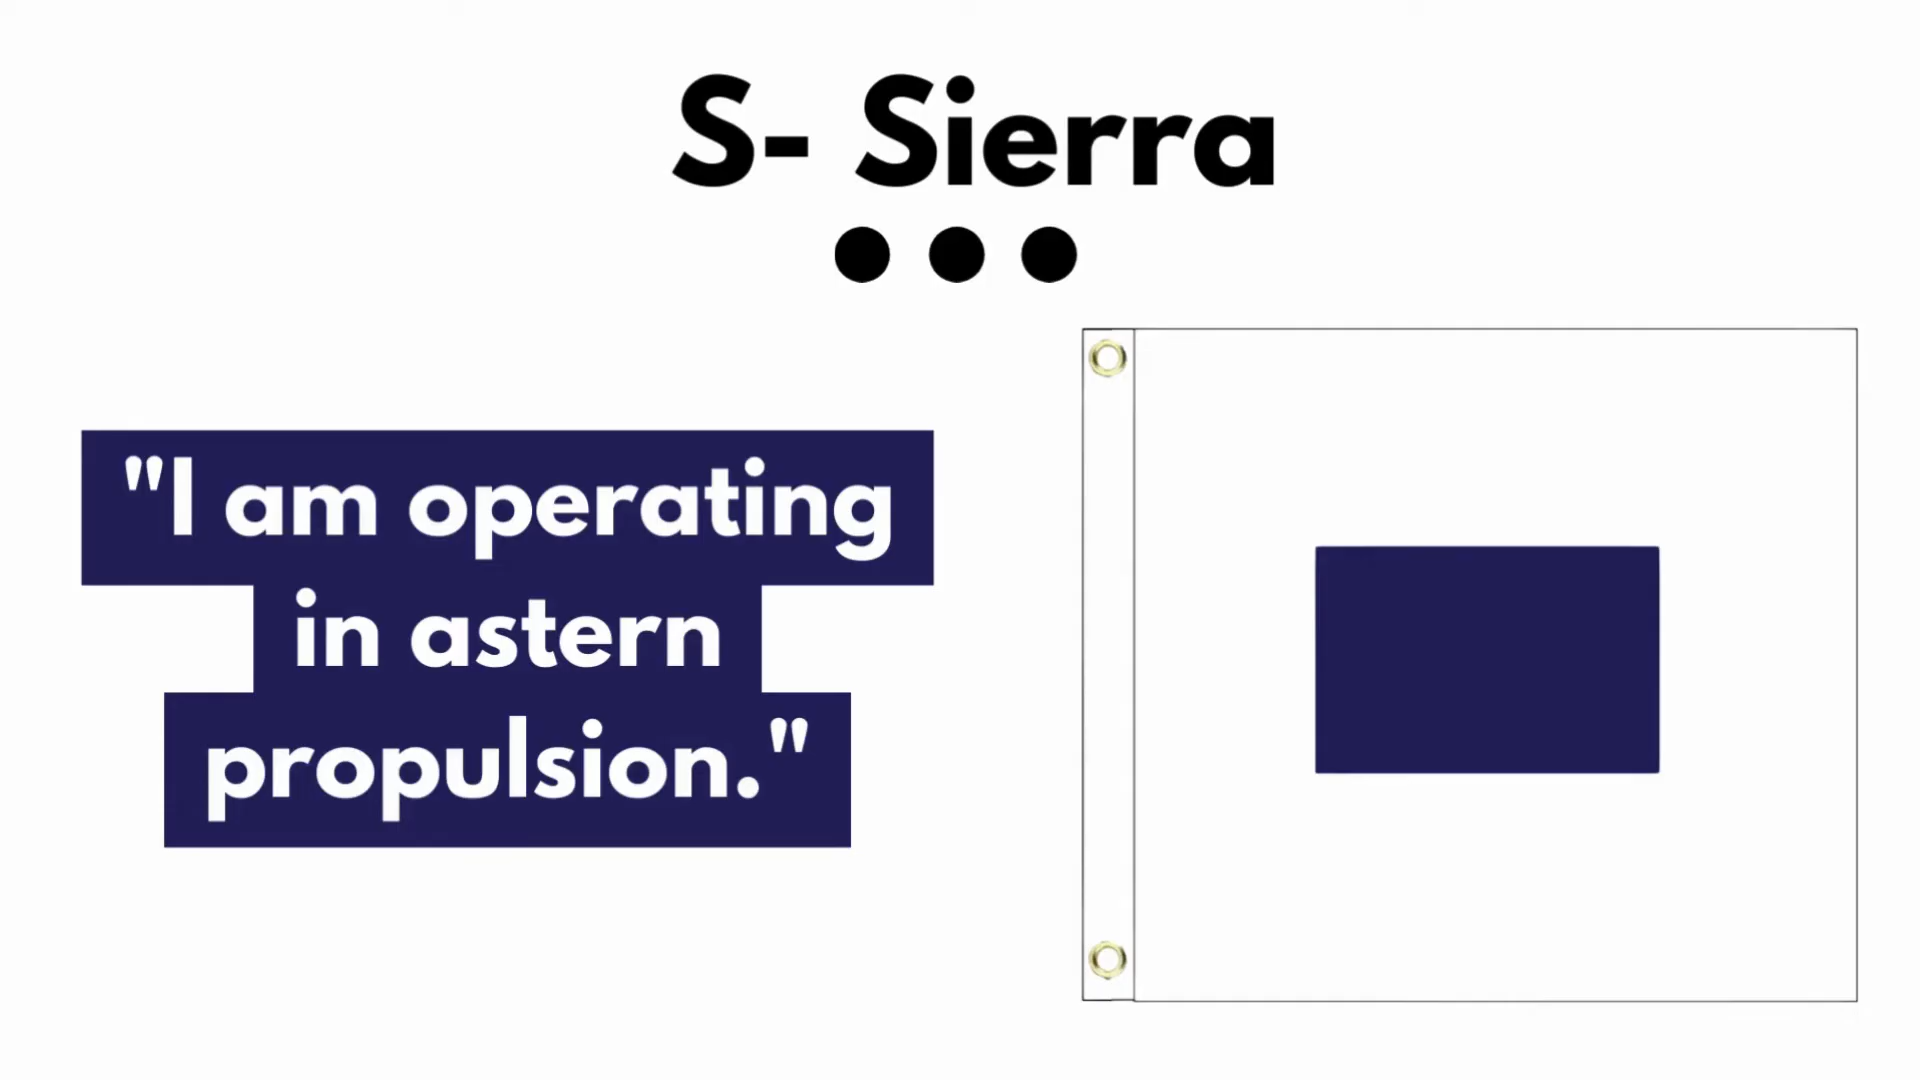 S- Sierra
"I am operating
in astern
propulsion."